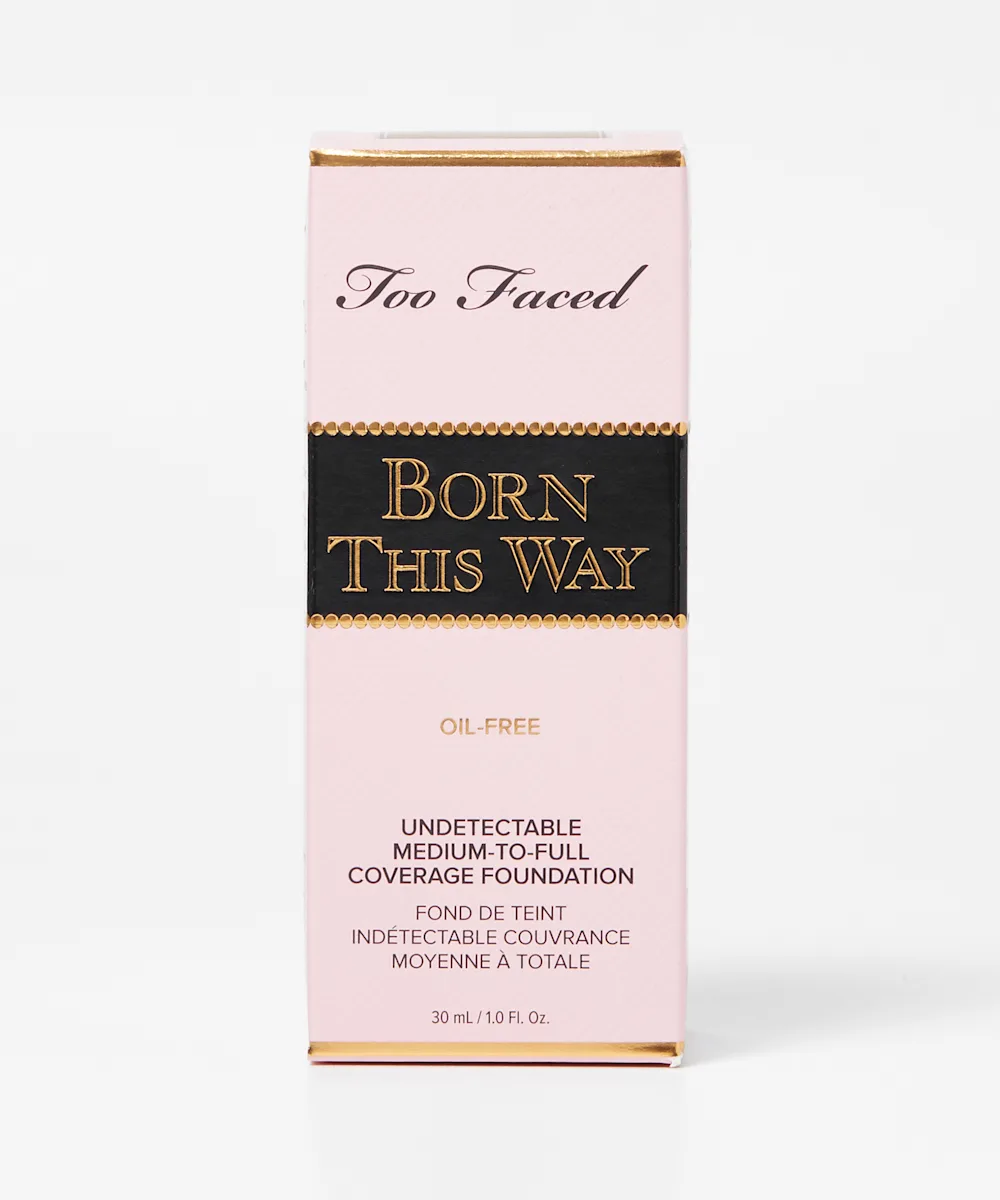 Too Faced
BORN
THIS WAY
OIL-FREE
UNDETECTABLE
MEDIUM-TO-FULL
COVERAGE FOUNDATION
FOND DE TEINT
INDÉTECTABLE COUVRANCE
MOYENNE À TOTALE
30 mL / 1.0 Fl. Oz.